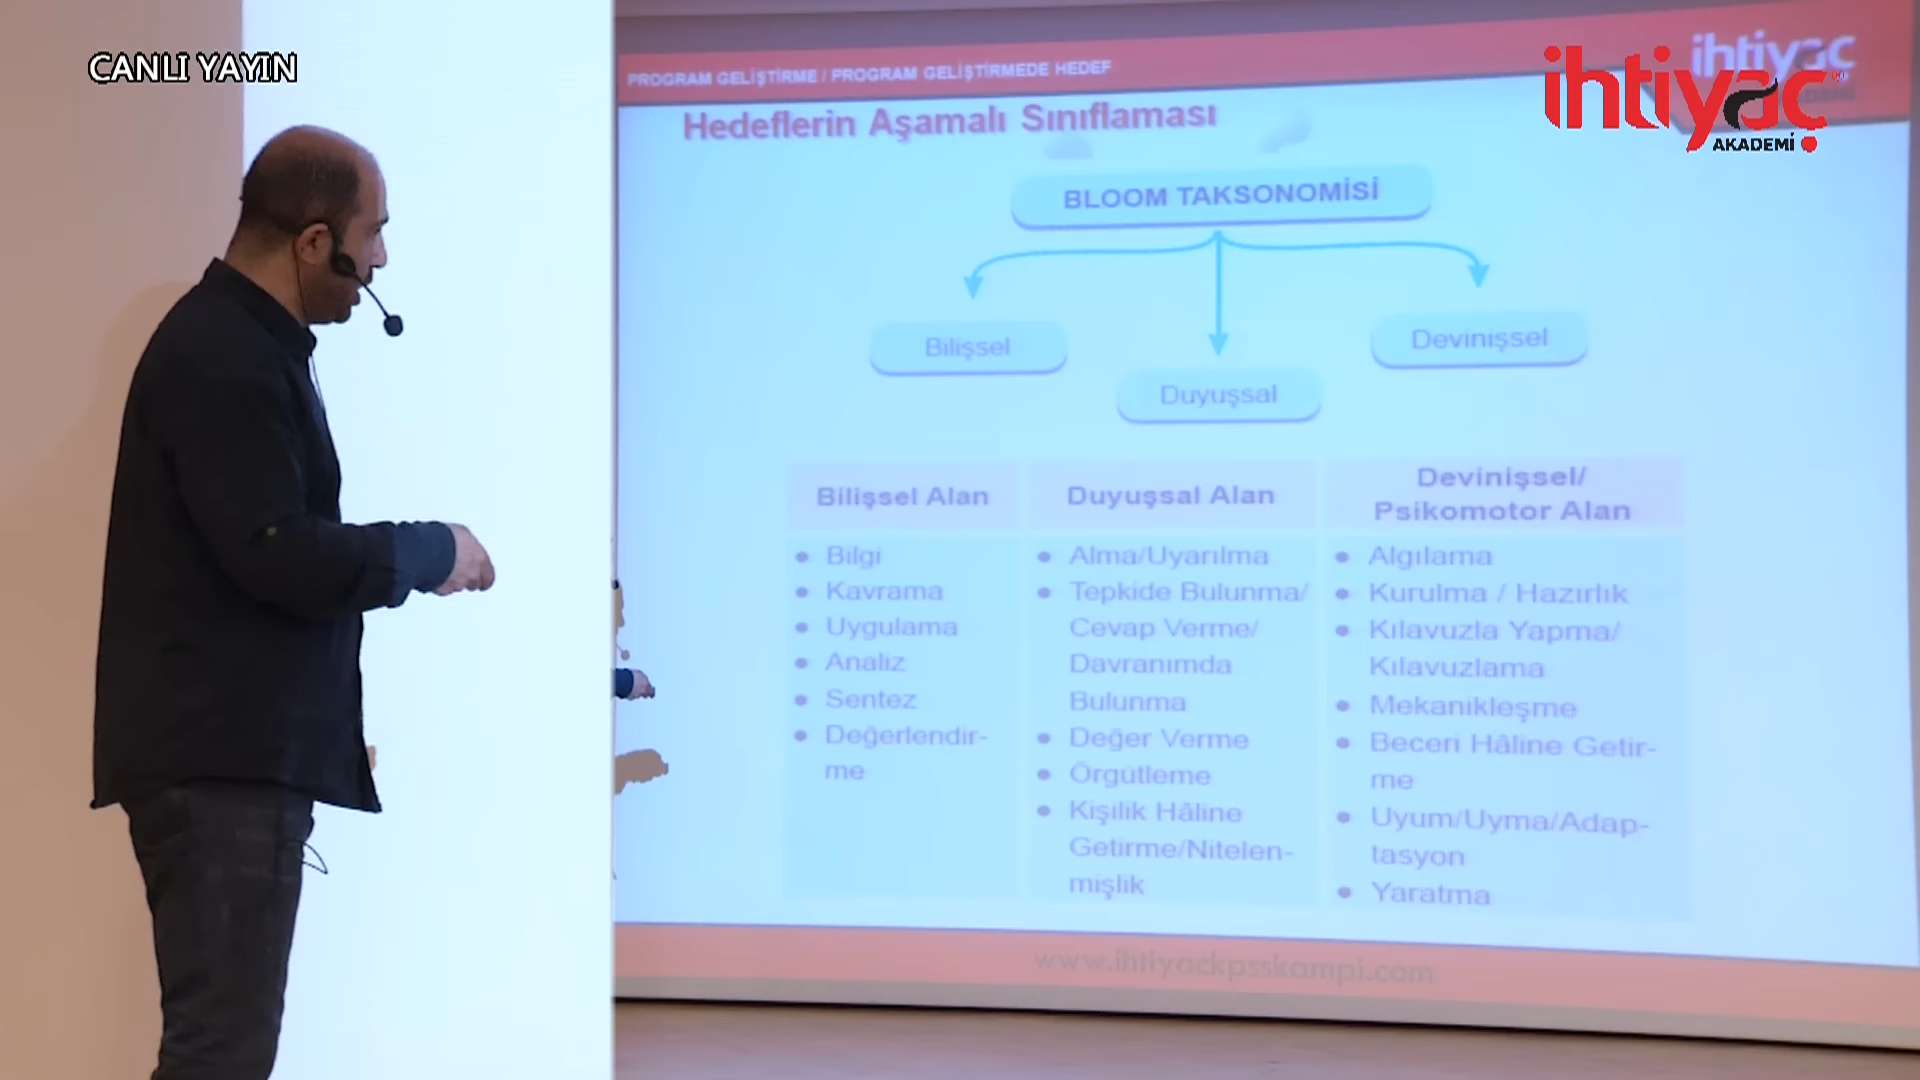 CANLI YAYIN
PROGRAM GELİŞTİRME / PROGRAM GELİŞTİRMEDE HEDEF
ihtiyaç
ihtiyaç
AKADEMİ
Hedeflerin Aşamalı Sınıflaması
BLOOM TAKSONOMİSİ
Bilişsel
Duyuşsal
Devinişsel
Bilişsel Alan
Bilgi
Kavrama
Uygulama
Analiz
Sentez
Değerlendir-
me
Duyuşsal Alan
Alma/Uyarılma
Tepkide Bulunma/
Cevap Verme/
Davranımda
Bulunma
Değer Verme
Örgütleme
Kişilik Hâline
Getirme/Nitelen-
mişlik
Devinişsel/
Psikomotor Alan
Algılama
Kurulma / Hazırlık
Kılavuzla Yapma/
Kılavuzlama
Mekanikleşme
Beceri Hâline Getir-
me
Uyum/Uyma/Adap-
tasyon
Yaratma
www.ihtiyackpsskampi.com